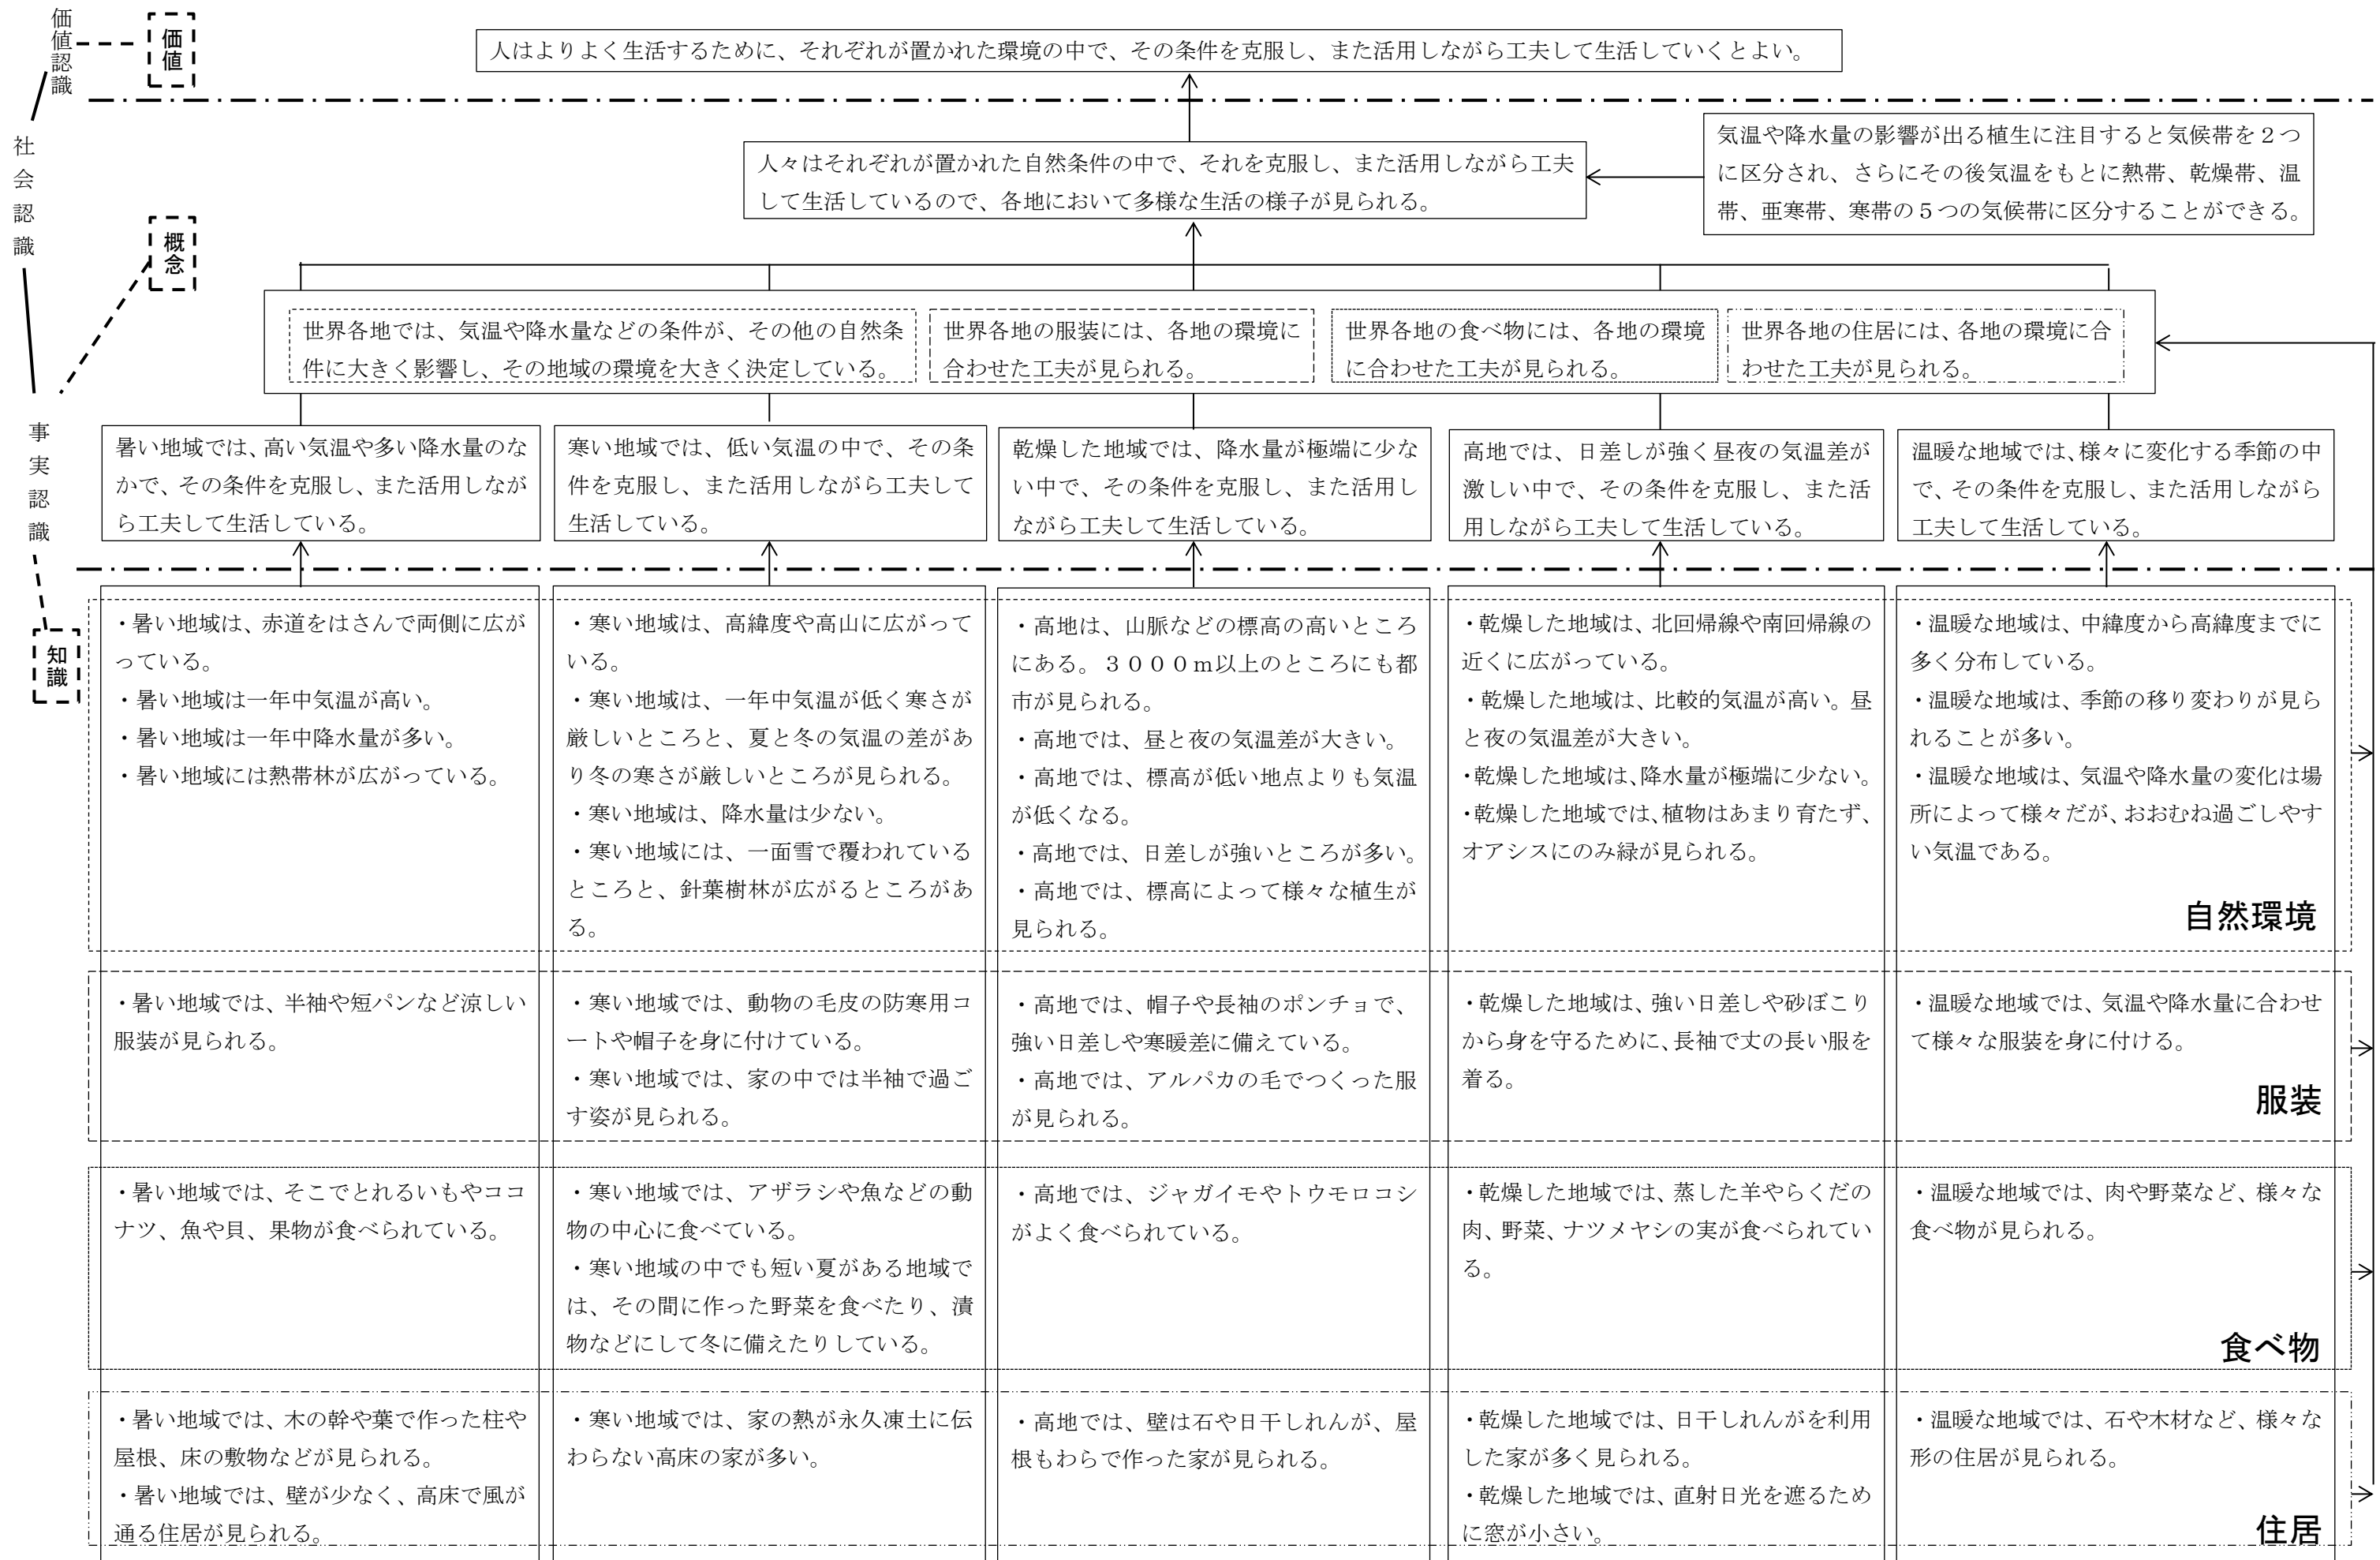 価値認識
価値
人はよりよく生活するために、それぞれが置かれた環境の中で、その条件を克服し、また活用しながら工夫して生活していくとよい。
社会認識
人々はそれぞれが置かれた自然条件の中で、それを克服し、また活用しながら工夫
して生活しているので、各地において多様な生活の様子が見られる。
気温や降水量の影響が出る植生に注目すると気候帯を２つ
に区分され、さらにその後気温をもとに熱帯、乾燥帯、温
帯、亜寒帯、寒帯の５つの気候帯に区分することができる。
概念
世界各地では、気温や降水量などの条件が、その他の自然条
件に大きく影響し、その地域の環境を大きく決定している。
世界各地の服装には、各地の環境に
合わせた工夫が見られる。
世界各地の食べ物には、各地の環境
に合わせた工夫が見られる。
世界各地の住居には、各地の環境に合
わせた工夫が見られる。
事実認識
暑い地域では、高い気温や多い降水量のな
かで、その条件を克服し、また活用しなが
ら工夫して生活している。
寒い地域では、低い気温の中で、その条
件を克服し、また活用しながら工夫して
生活している。
乾燥した地域では、降水量が極端に少な
い中で、その条件を克服し、また活用し
ながら工夫して生活している。
高地では、日差しが強く昼夜の気温差が
激しい中で、その条件を克服し、また活
用しながら工夫して生活している。
温暖な地域では、様々に変化する季節の中
で、その条件を克服し、また活用しながら
工夫して生活している。
知識
・暑い地域は、赤道をはさんで両側に広が
っている。
・暑い地域は一年中気温が高い。
・暑い地域は一年中降水量が多い。
・暑い地域には熱帯林が広がっている。
・寒い地域は、高緯度や高山に広がって
いる。
・寒い地域は、一年中気温が低く寒さが
厳しいところと、夏と冬の気温の差があ
り冬の寒さが厳しいところが見られる。
・寒い地域は、降水量は少ない。
・寒い地域には、一面雪で覆われている
ところと、針葉樹林が広がるところがあ
る。
・高地は、山脈などの標高の高いところ
にある。３０００ｍ以上のところにも都
市が見られる。
・高地では、昼と夜の気温差が大きい。
・高地では、標高が低い地点よりも気温
が低くなる。
・高地では、日差しが強いところが多い。
・高地では、標高によって様々な植生が
見られる。
・乾燥した地域は、北回帰線や南回帰線の
近くに広がっている。
・乾燥した地域は、比較的気温が高い。昼
と夜の気温差が大きい。
・乾燥した地域は、降水量が極端に少ない。
・乾燥した地域では、植物はあまり育たず、
オアシスにのみ緑が見られる。
・温暖な地域は、中緯度から高緯度までに
多く分布している。
・温暖な地域は、季節の移り変わりが見ら
れることが多い。
・温暖な地域は、気温や降水量の変化は場
所によって様々だが、おおむね過ごしやす
い気温である。
自然環境
・暑い地域では、半袖や短パンなど涼しい
服装が見られる。
・寒い地域では、動物の毛皮の防寒用コ
ートや帽子を身に付けている。
・寒い地域では、家の中では半袖で過ご
す姿が見られる。
・高地では、帽子や長袖のポンチョで、
強い日差しや寒暖差に備えている。
・高地では、アルパカの毛でつくった服
が見られる。
・乾燥した地域は、強い日差しや砂ぼこり
から身を守るために、長袖で丈の長い服を
着る。
・温暖な地域では、気温や降水量に合わせ
て様々な服装を身に付ける。
服装
・暑い地域では、そこでとれるいもやココ
ナツ、魚や貝、果物が食べられている。
・寒い地域では、アザラシや魚などの動
物の中心に食べている。
・寒い地域の中でも短い夏がある地域で
は、その間に作った野菜を食べたり、漬
物などにして冬に備えたりしている。
・高地では、ジャガイモやトウモロコシ
がよく食べられている。
・乾燥した地域では、蒸した羊やらくだの
肉、野菜、ナツメヤシの実が食べられてい
る。
・温暖な地域では、肉や野菜など、様々な
食べ物が見られる。
食べ物
・暑い地域では、木の幹や葉で作った柱や
屋根、床の敷物などが見られる。
・暑い地域では、壁が少なく、高床で風が
通る住居が見られる。
・寒い地域では、家の熱が永久凍土に伝
わらない高床の家が多い。
・高地では、壁は石や日干しれんが、屋
根もわらで作った家が見られる。
・乾燥した地域では、日干しれんがを利用
した家が多く見られる。
・乾燥した地域では、直射日光を遮るため
に窓が小さい。
・温暖な地域では、石や木材など、様々な
形の住居が見られる。
住居